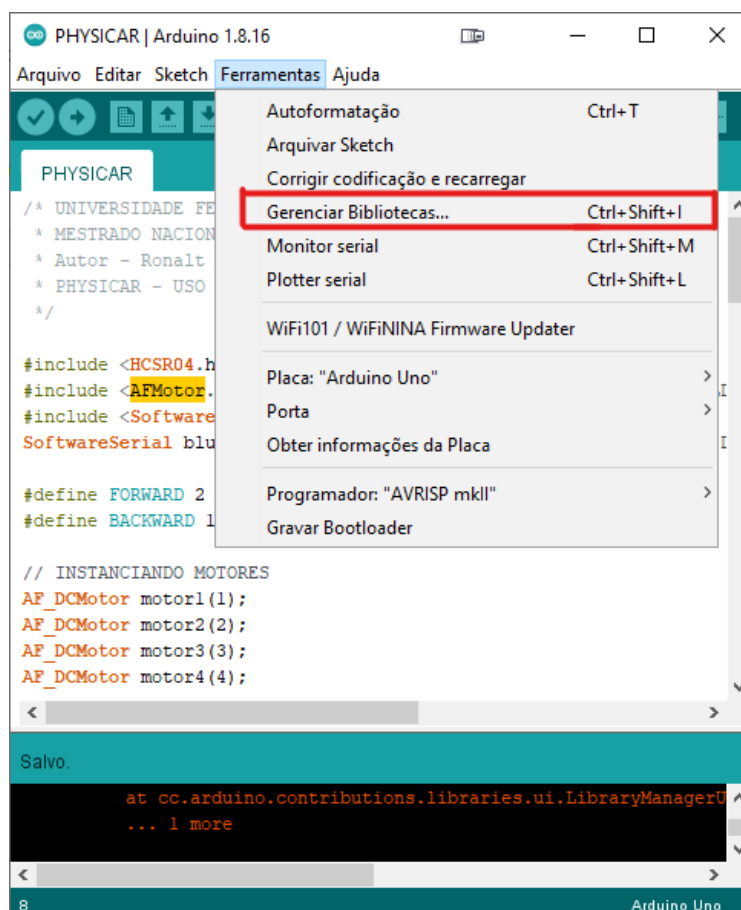 PHYSICAR | Arduino 1.8.16
Arquivo Editar Sketch Ferramentas Ajuda
Autoformatação Ctrl+T
Arquivar Sketch
Corrigir codificação e recarregar
Gerenciar Bibliotecas... Ctrl+Shift+I
Monitor serial Ctrl+Shift+M
Plotter serial Ctrl+Shift+L
WiFi101 / WiFiNINA Firmware Updater
Placa: "Arduino Uno"
Porta
Obter informações da Placa
Programador: "AVRISP mkII"
Gravar Bootloader
PHYSICAR
/* UNIVERSIDADE FE
* MESTRADO NACION
* Autor - Ronalt
* PHYSICAR - USO
*/
#include <HCSR04.h
#include <AFMotor.
#include <Software
SoftwareSerial blu
#define FORWARD 2
#define BACKWARD 1
// INSTANCIANDO MOTORES
AF_DCMotor motor1(1);
AF_DCMotor motor2(2);
AF_DCMotor motor3(3);
AF_DCMotor motor4(4);
Salvo.
at cc.arduino.contributions.libraries.ui.LibraryManagerU
... 1 more
8 Arduino Uno